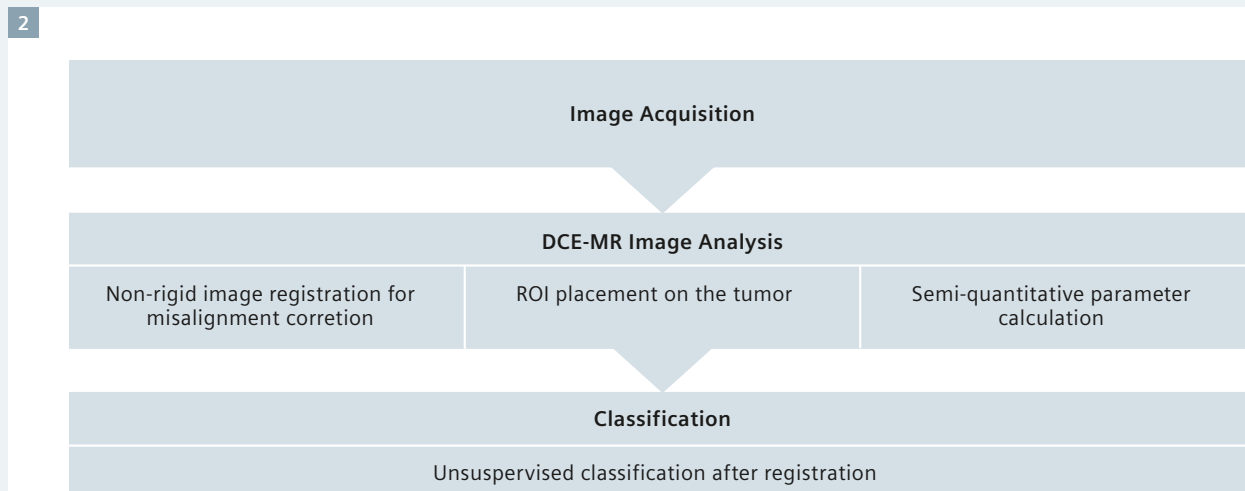 2
Image Acquisition
DCE-MR Image Analysis
Non-rigid image registration for
misalignment corretion
ROI placement on the tumor
Semi-quantitative parameter
calculation
Classification
Unsuspervised classification after registration